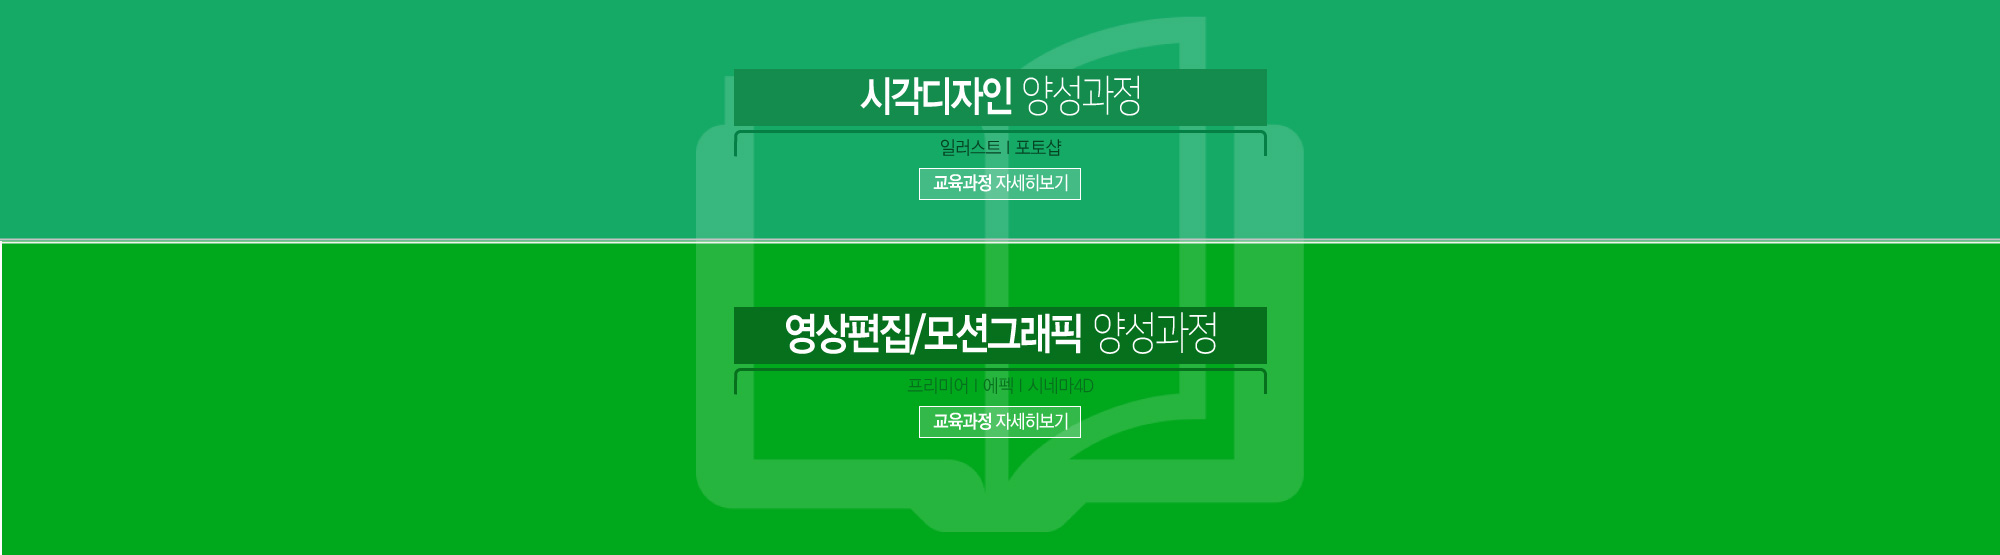 시각디자인 양성과정
일러스트 | 포토샵
교육과정 자세히보기
영상편집/모션그래픽 양성과정
프리미어 | 에펙 | 시네마4D
교육과정 자세히보기